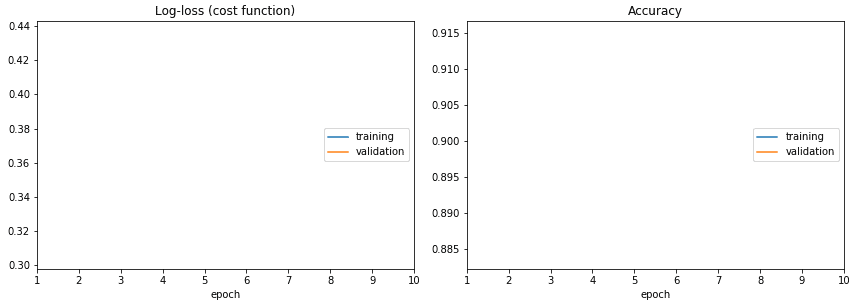 Log-loss (cost function)
0.44
0.42
0.40
0.38
0.36
0.34
0.32
0.30
1 2 3 4 5 6 7 8 9 10
epoch
training
validation
Accuracy
0.915
0.910
0.905
0.900
0.895
0.890
0.885
1 2 3 4 5 6 7 8 9 10
epoch
training
validation